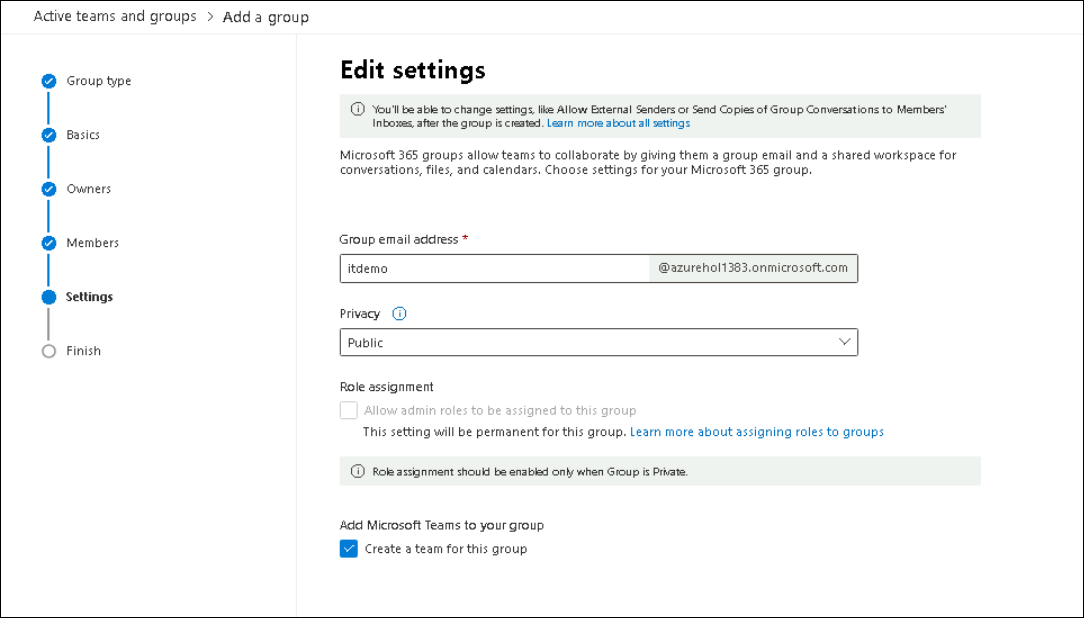 Active teams and groups > Add a group
Group type
Basics
Owners
Members
Settings
Finish
Edit settings
You'll be able to change settings, like Allow External Senders or Send Copies of Group Conversations to Members'
Inboxes, after the group is created. Learn more about all settings
Microsoft 365 groups allow teams to collaborate by giving them a group email and a shared workspace for
conversations, files, and calendars. Choose settings for your Microsoft 365 group.
Group email address *
itdemo @azurehol1383.onmicrosoft.com
Privacy
Public
Role assignment
Allow admin roles to be assigned to this group
This setting will be permanent for this group. Learn more about assigning roles to groups
Role assignment should be enabled only when Group is Private.
Add Microsoft Teams to your group
Create a team for this group